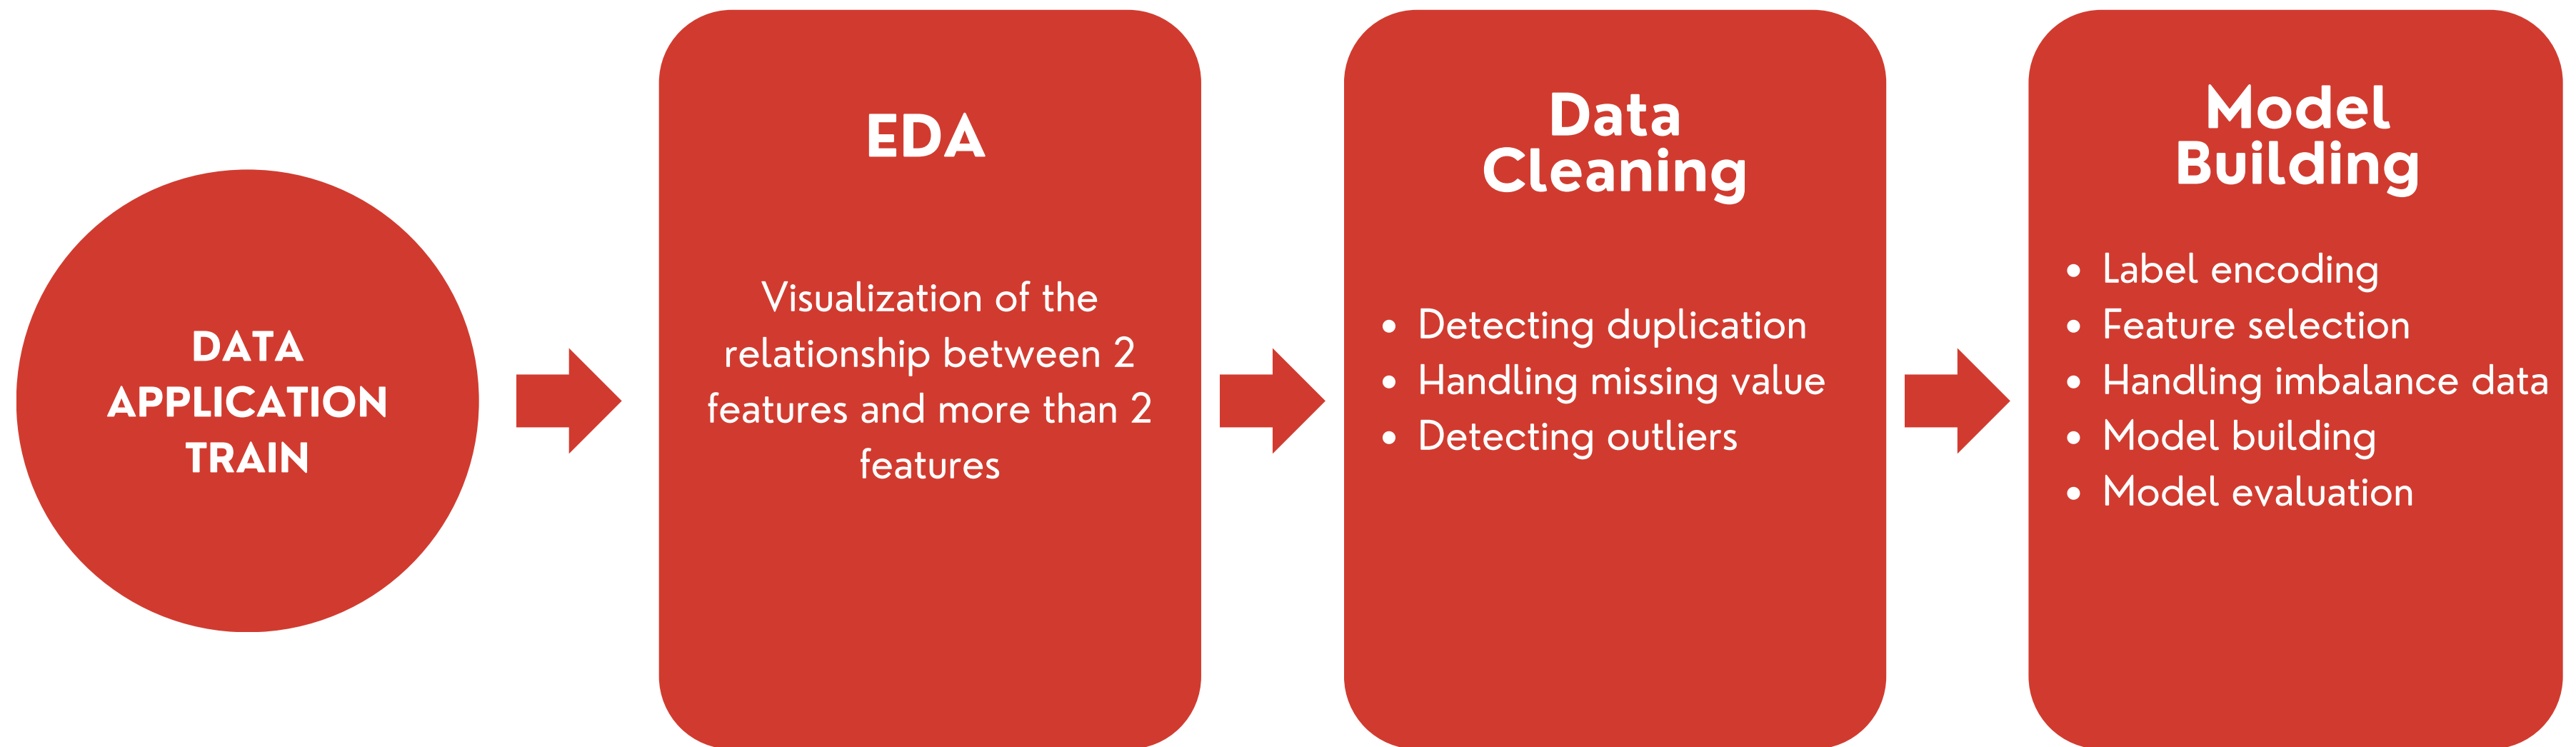 DATA
APPLICATION
TRAIN
EDA
Visualization of the
relationship between 2
features and more than 2
features
Data
Cleaning
• Detecting duplication
• Handling missing value
• Detecting outliers
Model
Building
• Label encoding
• Feature selection
• Handling imbalance data
• Model building
• Model evaluation